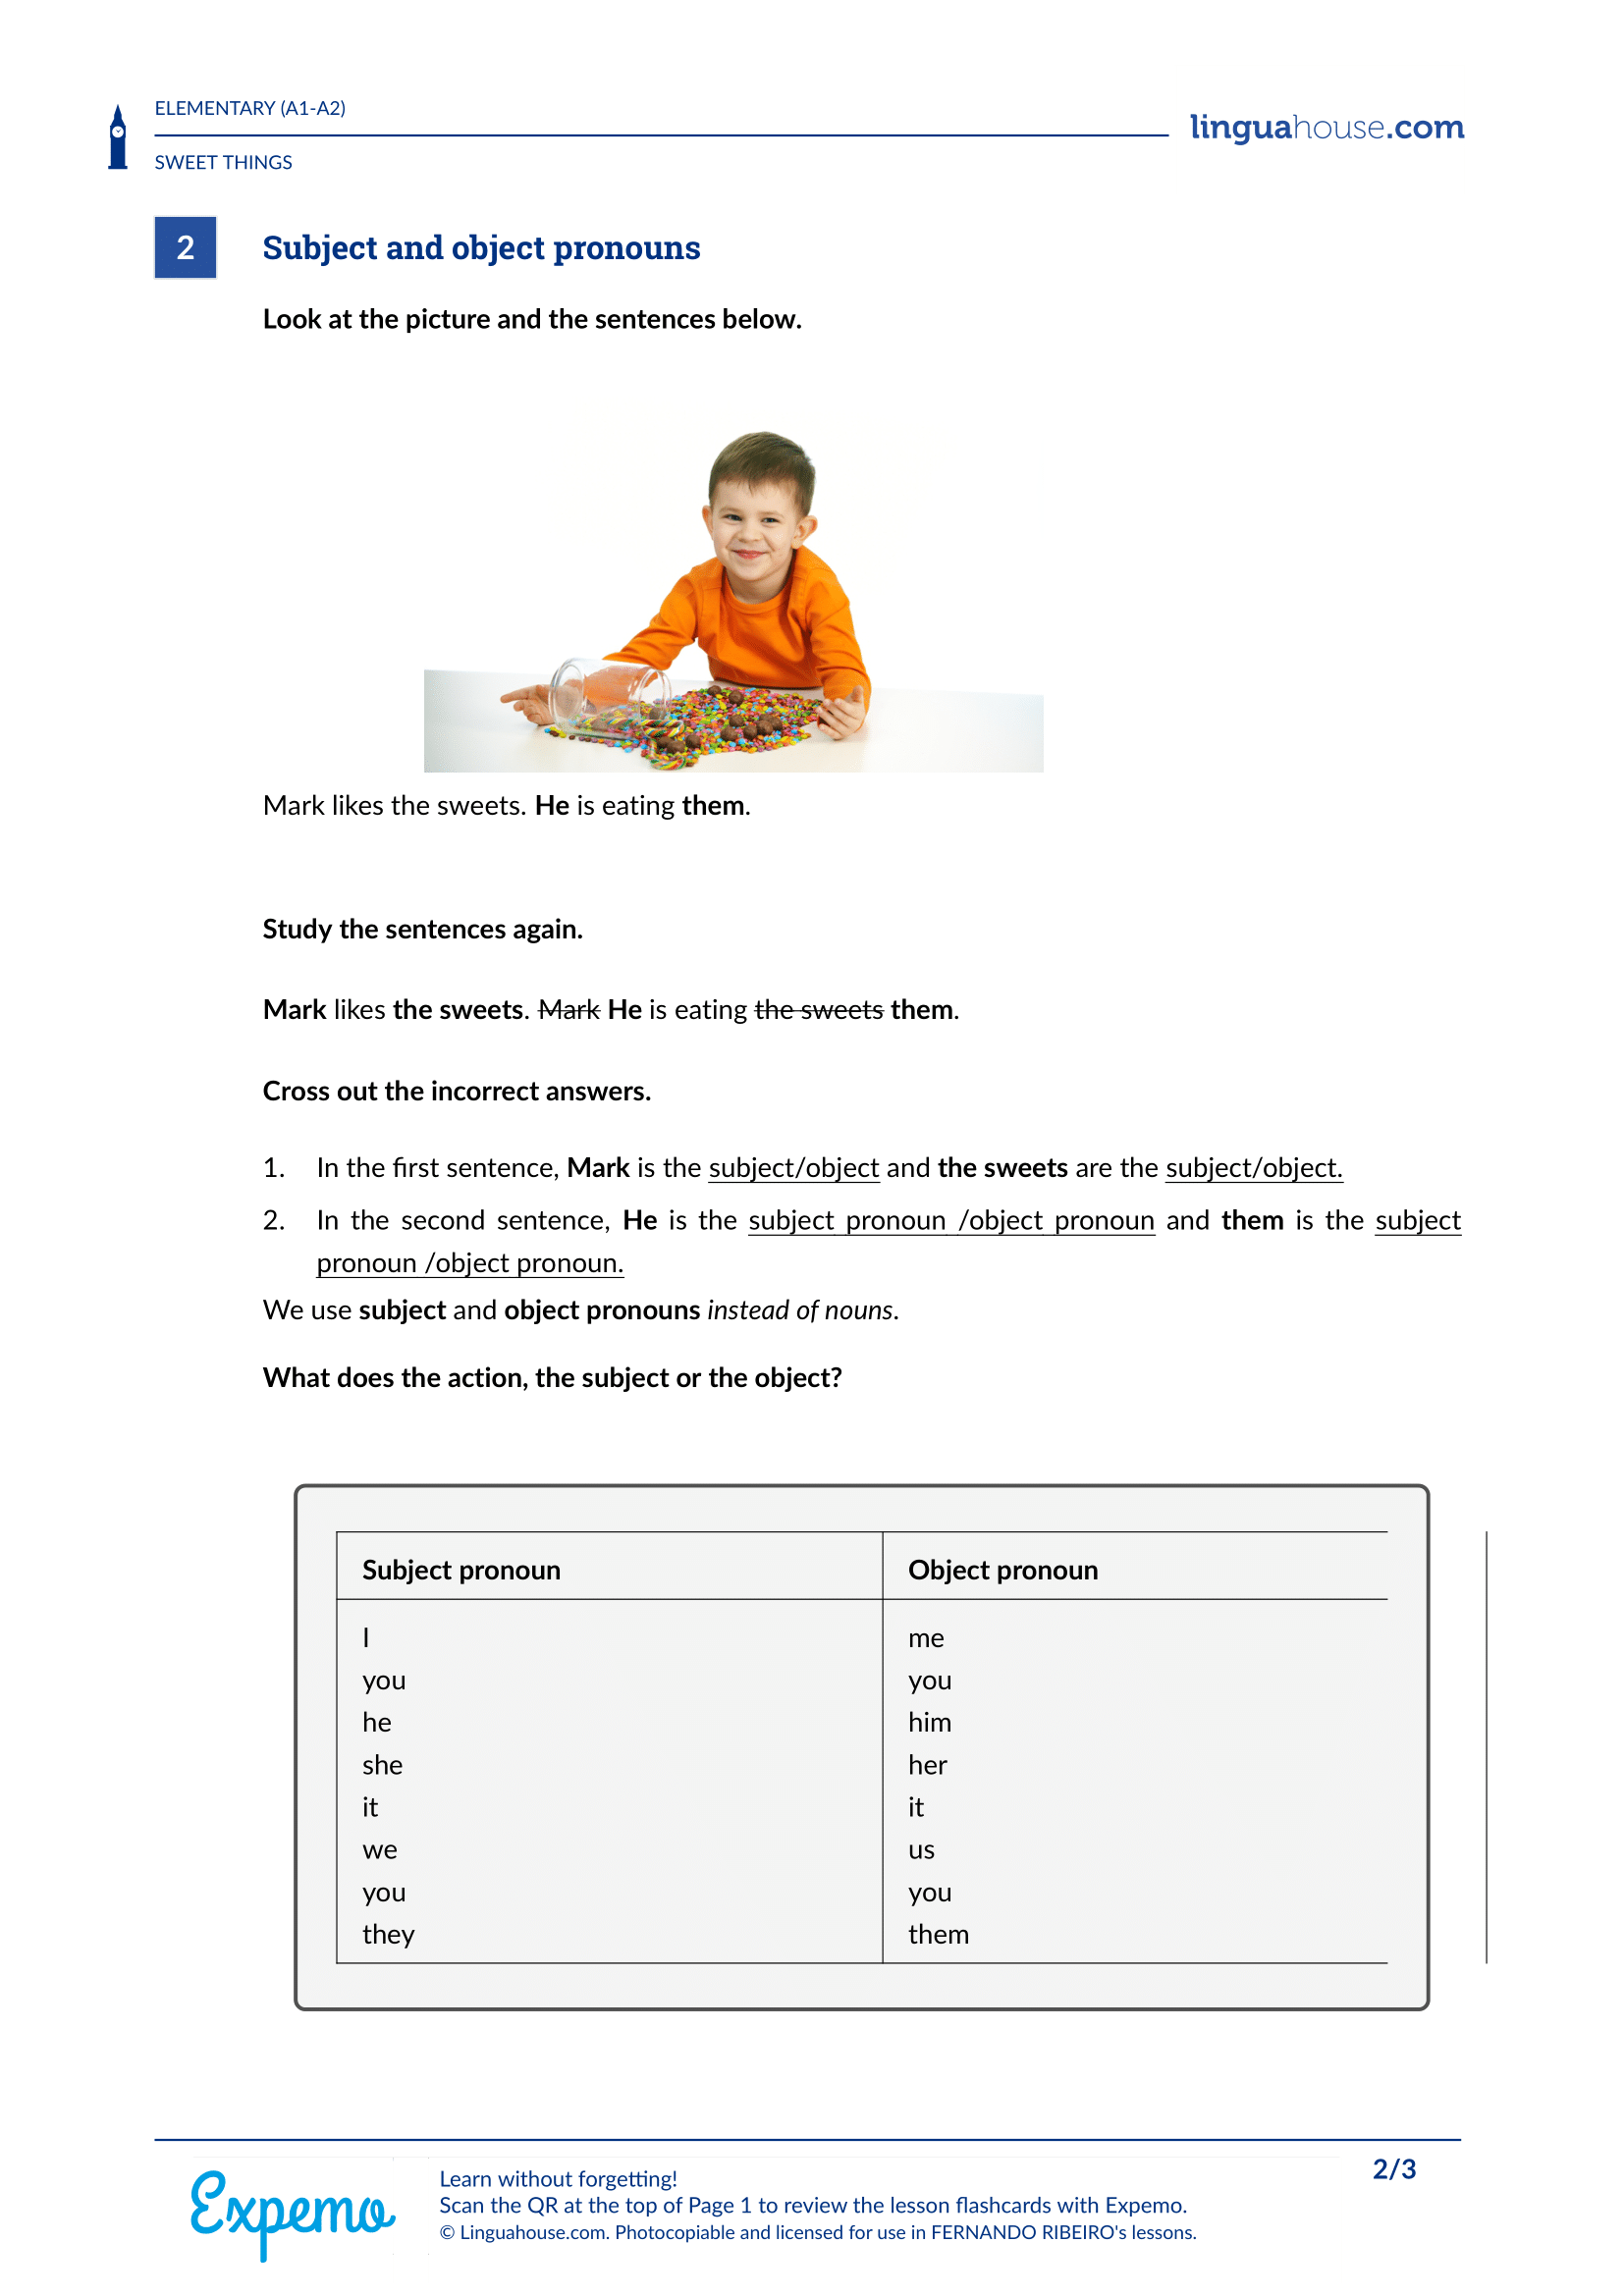 ELEMENTARY (A1-A2)
linguahouse.com
SWEET THINGS
2 Subject and object pronouns
Look at the picture and the sentences below.
Mark likes the sweets. He is eating them.
Study the sentences again.
Mark likes the sweets. Mark He is eating the sweets them.
Cross out the incorrect answers.
1. In the first sentence, Mark is the subject/object and the sweets are the subject/object.
2. In the second sentence, He is the subject pronoun /object pronoun and them is the subject
pronoun /object pronoun.
We use subject and object pronouns instead of nouns.
What does the action, the subject or the object?
Subject pronoun Object pronoun
I me
you you
he him
she her
it it
we us
you you
they them
2/3
Expemo
Learn without forgetting!
Scan the QR at the top of Page 1 to review the lesson flashcards with Expemo.
© Linguahouse.com. Photocopiable and licensed for use in FERNANDO RIBEIRO's lessons.